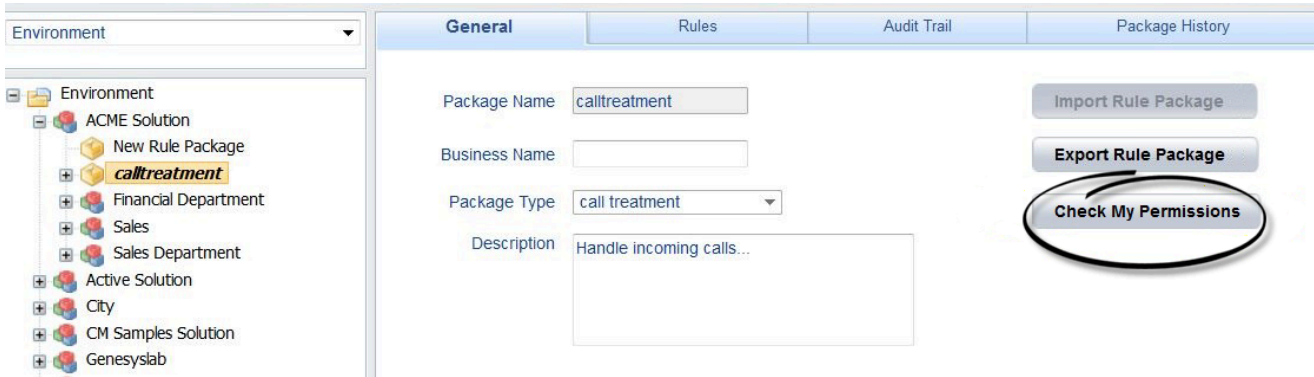 Environment
Environment
ACME Solution
New Rule Package
calltreatment
Financial Department
Sales
Sales Department
Active Solution
City
CM Samples Solution
Genesyslab
General
Rules
Audit Trail
Package History
Package Name
calltreatment
Business Name
Package Type
call treatment
Description
Handle incoming calls...
Import Rule Package
Export Rule Package
Check My Permissions